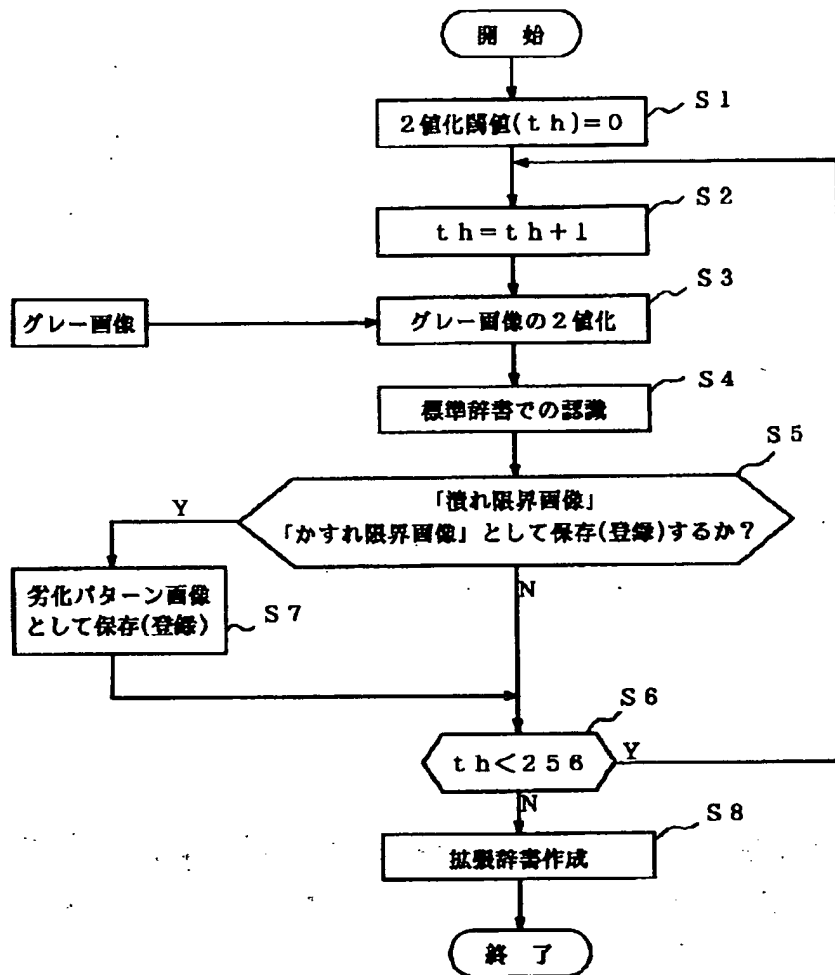 開 始
S1
2値化閾値(th)=0
S2
th=th+1
S3
グレー画像
グレー画像の2値化
S4
標準辞書での認識
S5
「潰れ限界画像」
「かすれ限界画像」として保存(登録)するか?
Y
N
劣化パターン画像
として保存(登録)
S7
S6
th<256
Y
N
S8
拡張辞書作成
終 了